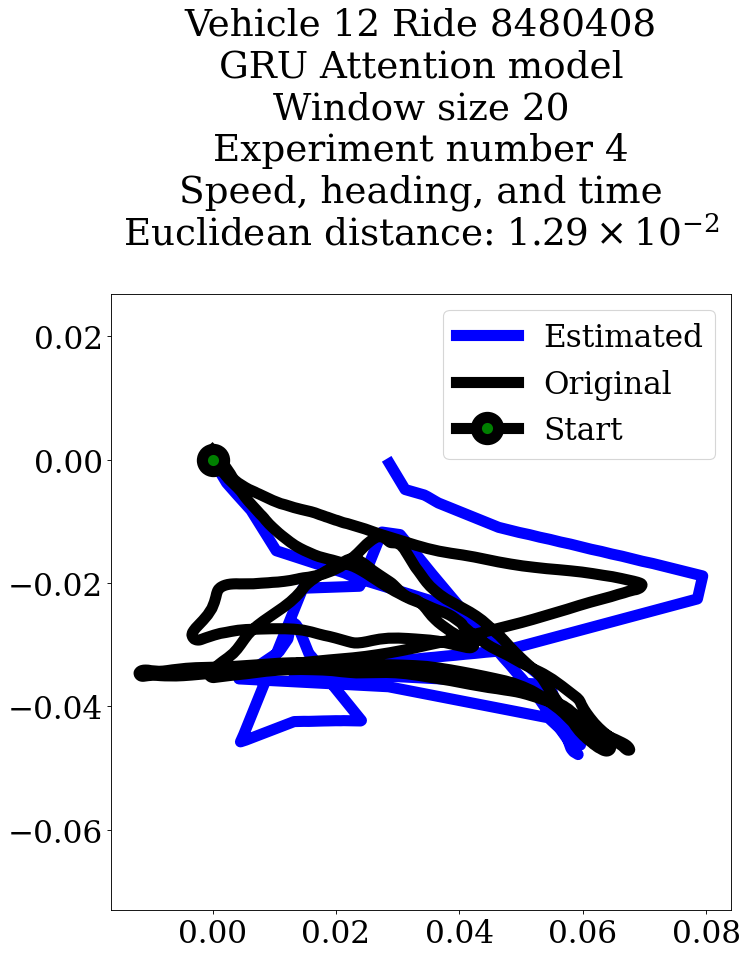 Vehicle 12 Ride 8480408
GRU Attention model
Window size 20
Experiment number 4
Speed, heading, and time
Euclidean distance: 1.29 × 10⁻²
Estimated
Original
Start
0.02
0.00
−0.02
−0.04
−0.06
0.00 0.02 0.04 0.06 0.08